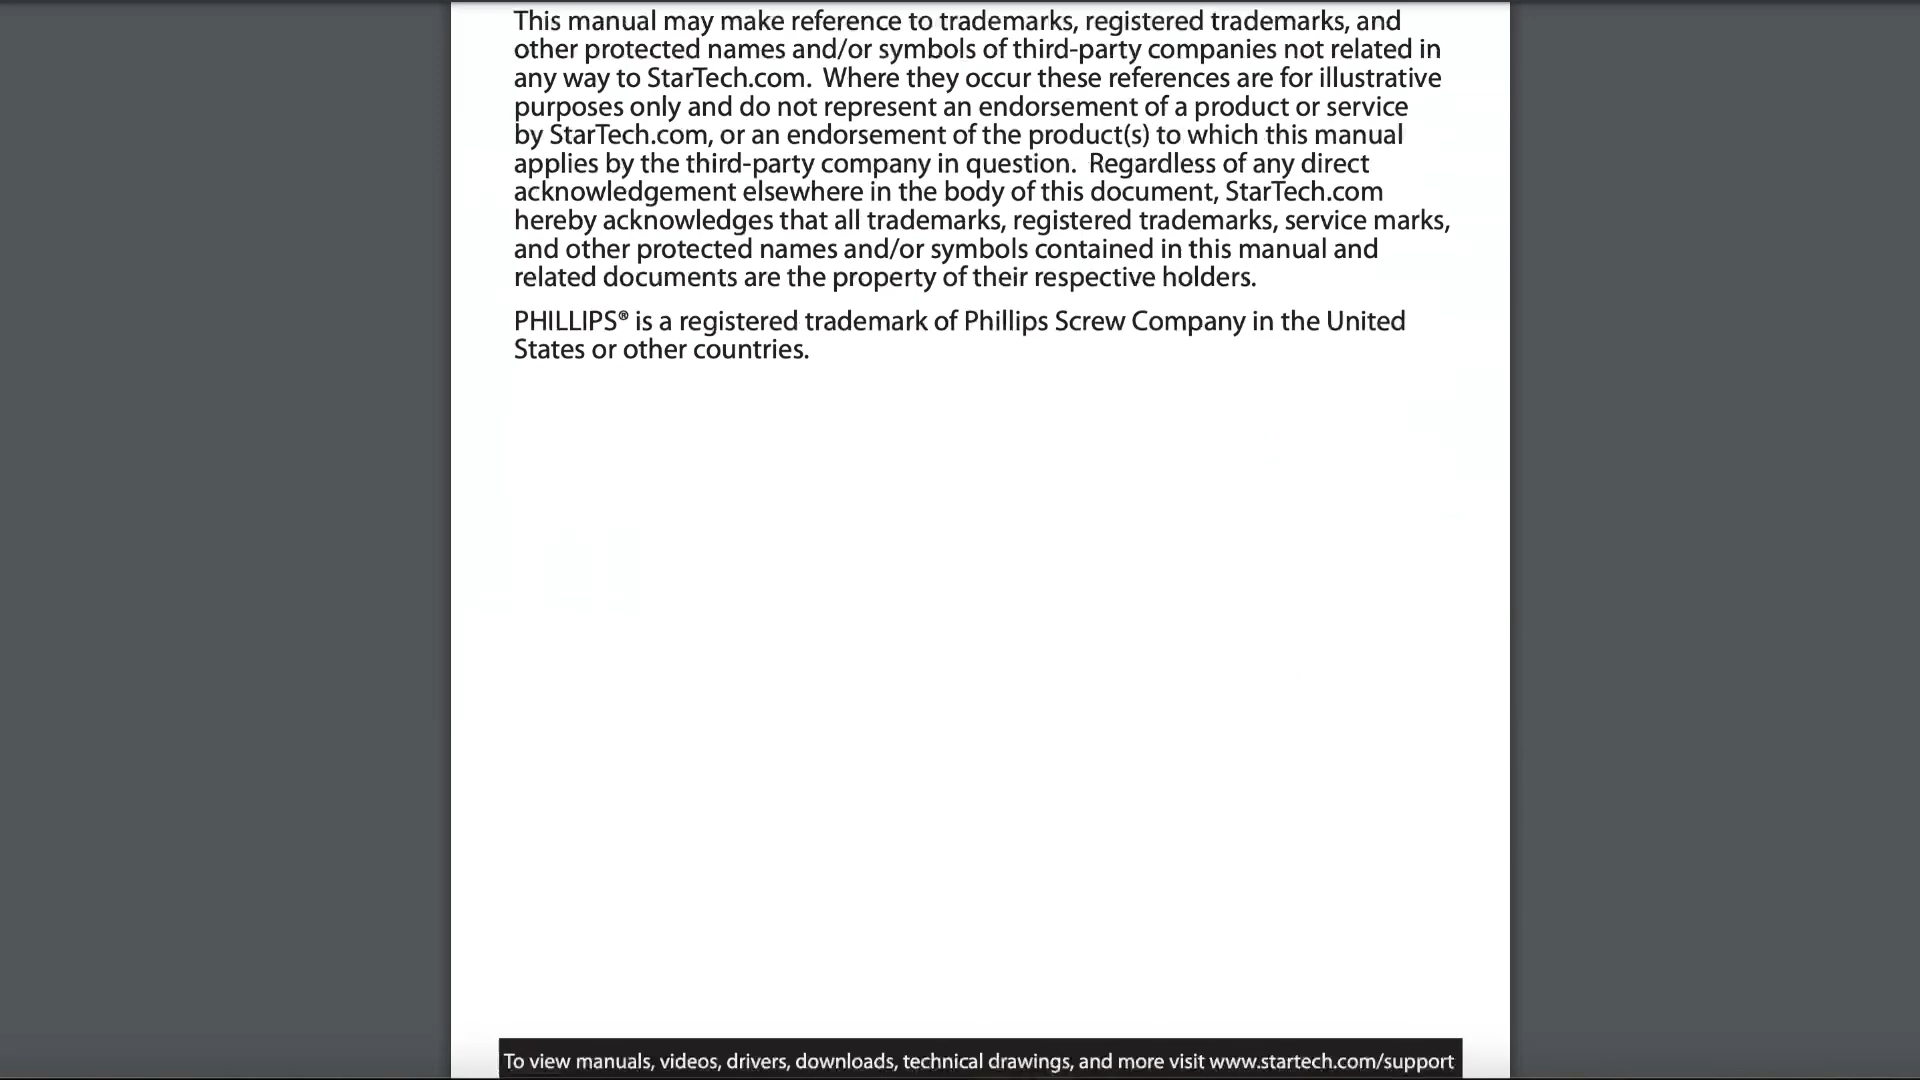 This manual may make reference to trademarks, registered trademarks, and
other protected names and/or symbols of third-party companies not related in
any way to StarTech.com.  Where they occur these references are for illustrative
purposes only and do not represent an endorsement of a product or service
by StarTech.com, or an endorsement of the product(s) to which this manual
applies by the third-party company in question.  Regardless of any direct
acknowledgement elsewhere in the body of this document, StarTech.com
hereby acknowledges that all trademarks, registered trademarks, service marks,
and other protected names and/or symbols contained in this manual and
related documents are the property of their respective holders.
PHILLIPS® is a registered trademark of Phillips Screw Company in the United
States or other countries.
To view manuals, videos, drivers, downloads, technical drawings, and more visit www.startech.com/support